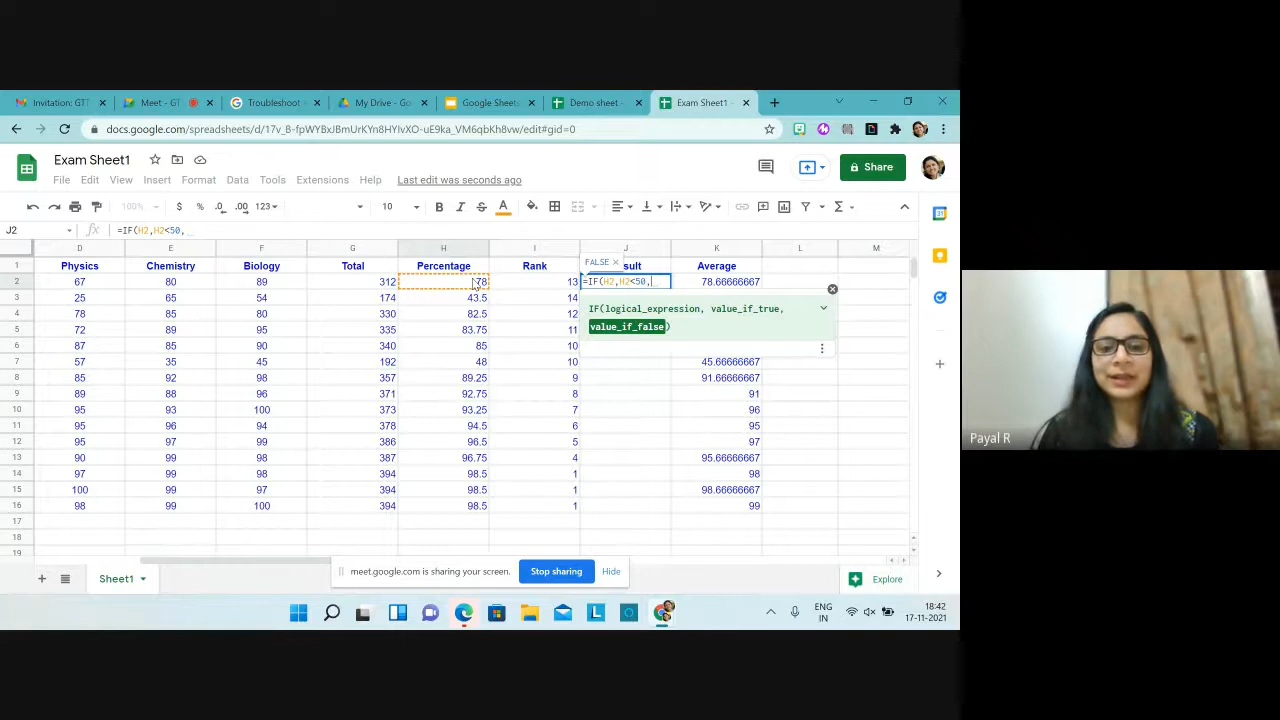 Invitation: GTT
Meet - GT
Troubleshoot
My Drive - Go
Google Sheets
Demo sheet -
Exam Sheet1 -
docs.google.com/spreadsheets/d/17v_B-fpWYBxJBmUrKYn8HYIvXO-uE9ka_VM6qbKh8vw/edit#gid=0
Exam Sheet1
File Edit View Insert Format Data Tools Extensions Help Last edit was seconds ago
Share
100% $ % .0 .00 123 10 B I S A Σ
J2 fx =IF(H2,H2<50,
D E F G H I J K L M
FALSE ×
1 Physics Chemistry Biology Total Percentage Rank sult Average
2 67 80 89 312 78 13 =IF(H2,H2<50, 78.66666667
3 25 65 54 174 43.5 14
IF(logical_expression, value_if_true,
4 78 85 80 330 82.5 12
value_if_false)
5 72 89 95 335 83.75 11
6 87 85 90 340 85 10
7 57 35 45 192 48 10 45.66666667
8 85 92 98 357 89.25 9 91.66666667
9 89 88 96 371 92.75 8 91
10 95 93 100 373 93.25 7 96
11 95 96 94 378 94.5 6 95
12 95 97 99 386 96.5 5 97
13 90 99 98 387 96.75 4 95.66666667
14 97 99 98 394 98.5 1 98
15 100 99 97 394 98.5 1 98.66666667
16 98 99 100 394 98.5 1 99
17
18
19
Payal R
meet.google.com is sharing your screen. Stop sharing Hide
Sheet1
Explore
ENG
IN
18:42
17-11-2021